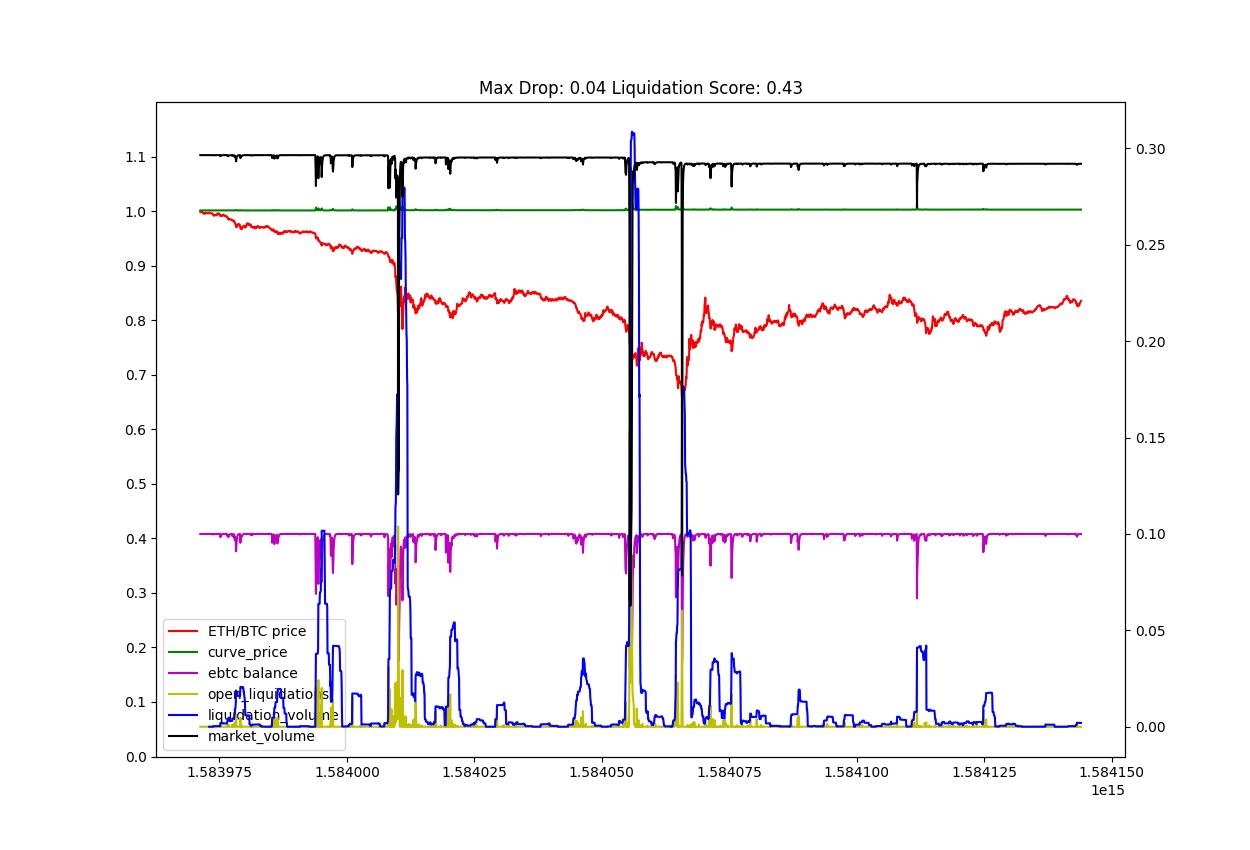 Max Drop: 0.04 Liquidation Score: 0.43
1.1
1.0
0.9
0.8
0.7
0.6
0.5
0.4
0.3
0.2
0.1
0.0
0.30
0.25
0.20
0.15
0.10
0.05
0.00
ETH/BTC price
curve_price
ebtc balance
open_liquidations
liquidation_volume
market_volume
1.583975 1.584000 1.584025 1.584050 1.584075 1.584100 1.584125 1.584150
1e15